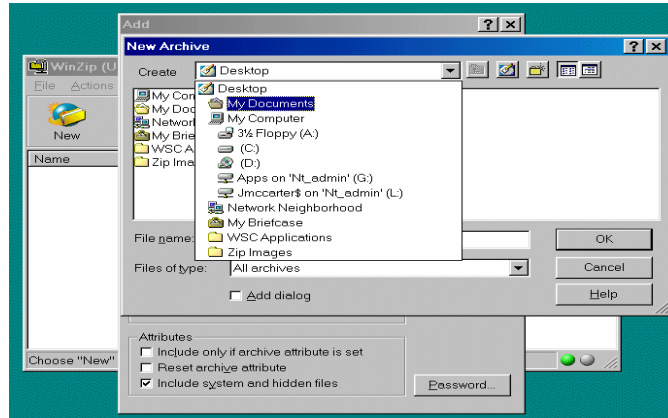 Add
New Archive
WinZip (U
File Actions
New
Name
Create Desktop
My Con
My Doc
Networl
My Brie
WSC A
Zip Ima
Desktop
My Documents
My Computer
3½ Floppy (A:)
(C:)
(D:)
Apps on 'Nt_admin' (G:)
Jmccarter$ on 'Nt_admin' (L:)
Network Neighborhood
My Briefcase
WSC Applications
Zip Images
File name:
OK
Files of type: All archives
Cancel
Add dialog
Help
Attributes
Include only if archive attribute is set
Reset archive attribute
Include system and hidden files
Password...
Choose "New"